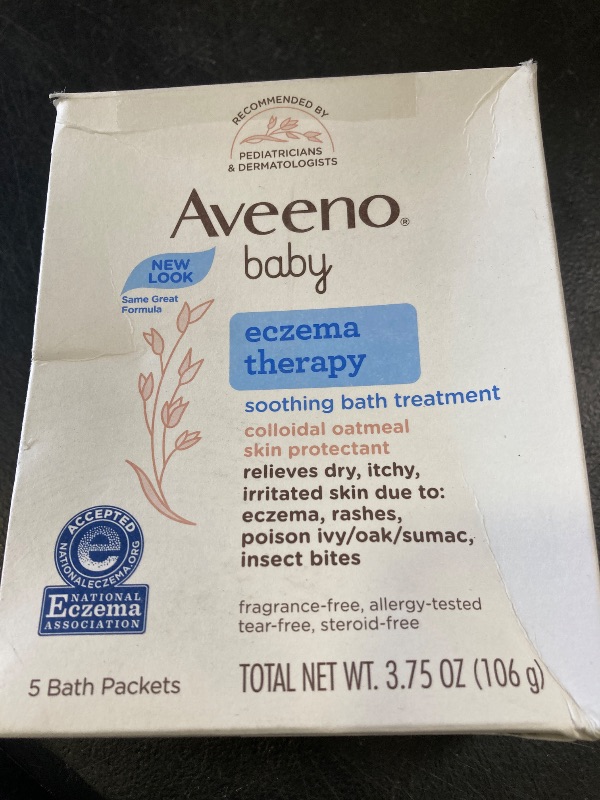 RECOMMENDED BY
PEDIATRICIANS
& DERMATOLOGISTS
Aveeno®
baby
NEW
LOOK
Same Great
Formula
eczema
therapy
soothing bath treatment
colloidal oatmeal
skin protectant
relieves dry, itchy,
irritated skin due to:
eczema, rashes,
poison ivy/oak/sumac,
insect bites
ACCEPTED
e
NATIONALECZEMA.ORG
NATIONAL
Eczema
ASSOCIATION
fragrance-free, allergy-tested
tear-free, steroid-free
5 Bath Packets
TOTAL NET WT. 3.75 OZ (106 g)